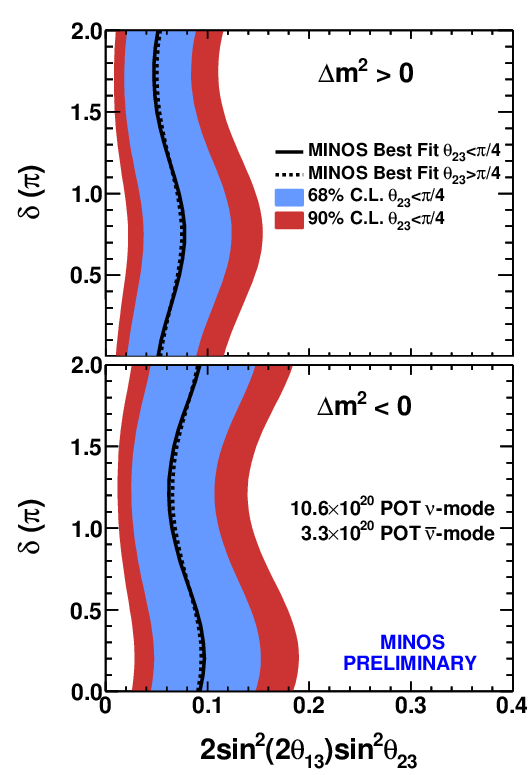 2.0
Δm² > 0
1.5
MINOS Best Fit θ₂₃<π/4
MINOS Best Fit θ₂₃>π/4
68% C.L. θ₂₃<π/4
90% C.L. θ₂₃<π/4
1.0
δ (π)
0.5
2.0
Δm² < 0
1.5
10.6×10²⁰ POT ν-mode
3.3×10²⁰ POT ν̅-mode
1.0
δ (π)
0.5
MINOS
PRELIMINARY
0.0
0 0.1 0.2 0.3 0.4
2sin²(2θ₁₃)sin²θ₂₃